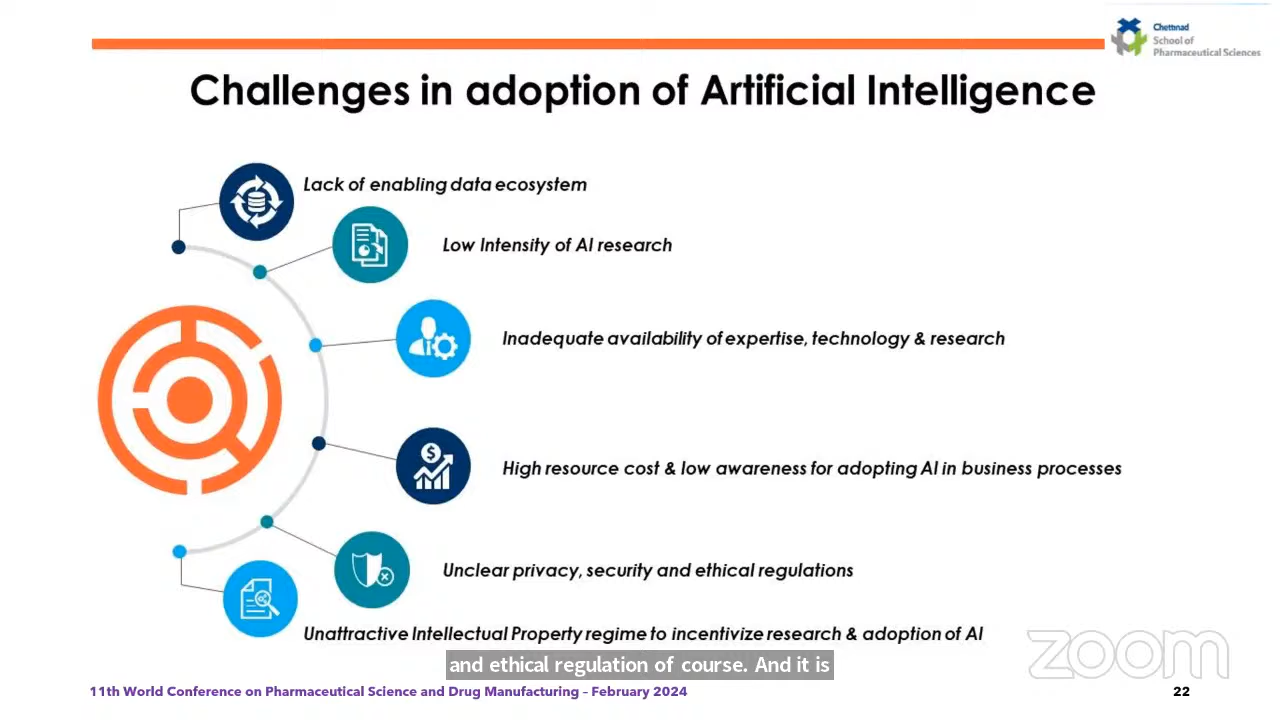 Chettinad
School of
Pharmaceutical Sciences
Challenges in adoption of Artificial Intelligence
Lack of enabling data ecosystem
Low Intensity of AI research
Inadequate availability of expertise, technology & research
High resource cost & low awareness for adopting AI in business processes
Unclear privacy, security and ethical regulations
Unattractive Intellectual Property regime to incentivize research & adoption of AI
zoom
and ethical regulation of course. And it is
11th World Conference on Pharmaceutical Science and Drug Manufacturing – February 2024
22